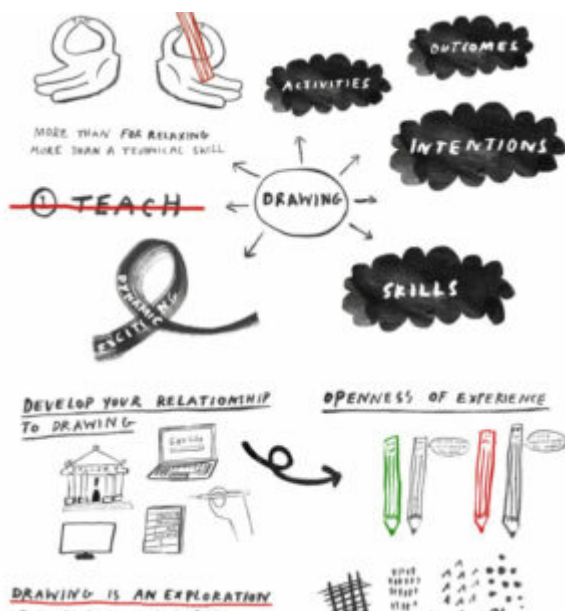 OUTCOMES
ACTIVITIES
MORE THAN FOR RELAXING
MORE THAN A TECHNICAL SKILL
INTENTIONS
① TEACH
DRAWING
DYNAMIC
EXCITING
SKILLS
DEVELOP YOUR RELATIONSHIP
TO DRAWING
OPENNESS OF EXPERIENCE
DRAWING IS AN EXPLORATION